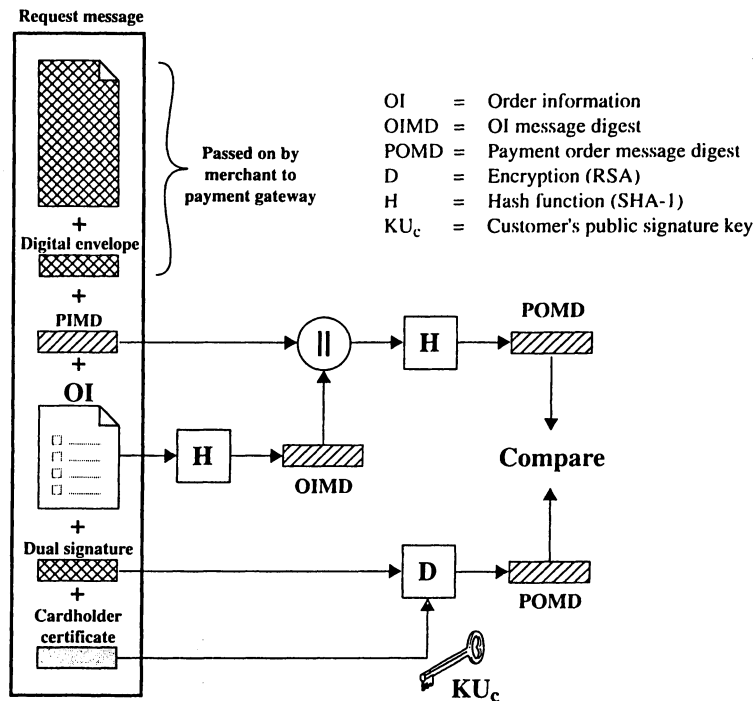 Request message
Passed on by
merchant to
payment gateway
OI = Order information
OIMD = OI message digest
POMD = Payment order message digest
D = Encryption (RSA)
H = Hash function (SHA-1)
KUc = Customer's public signature key
+
Digital envelope
+
PIMD
+
OI
||
H
POMD
H
OIMD
Compare
+
Dual signature
+
D
POMD
Cardholder
certificate
KUc